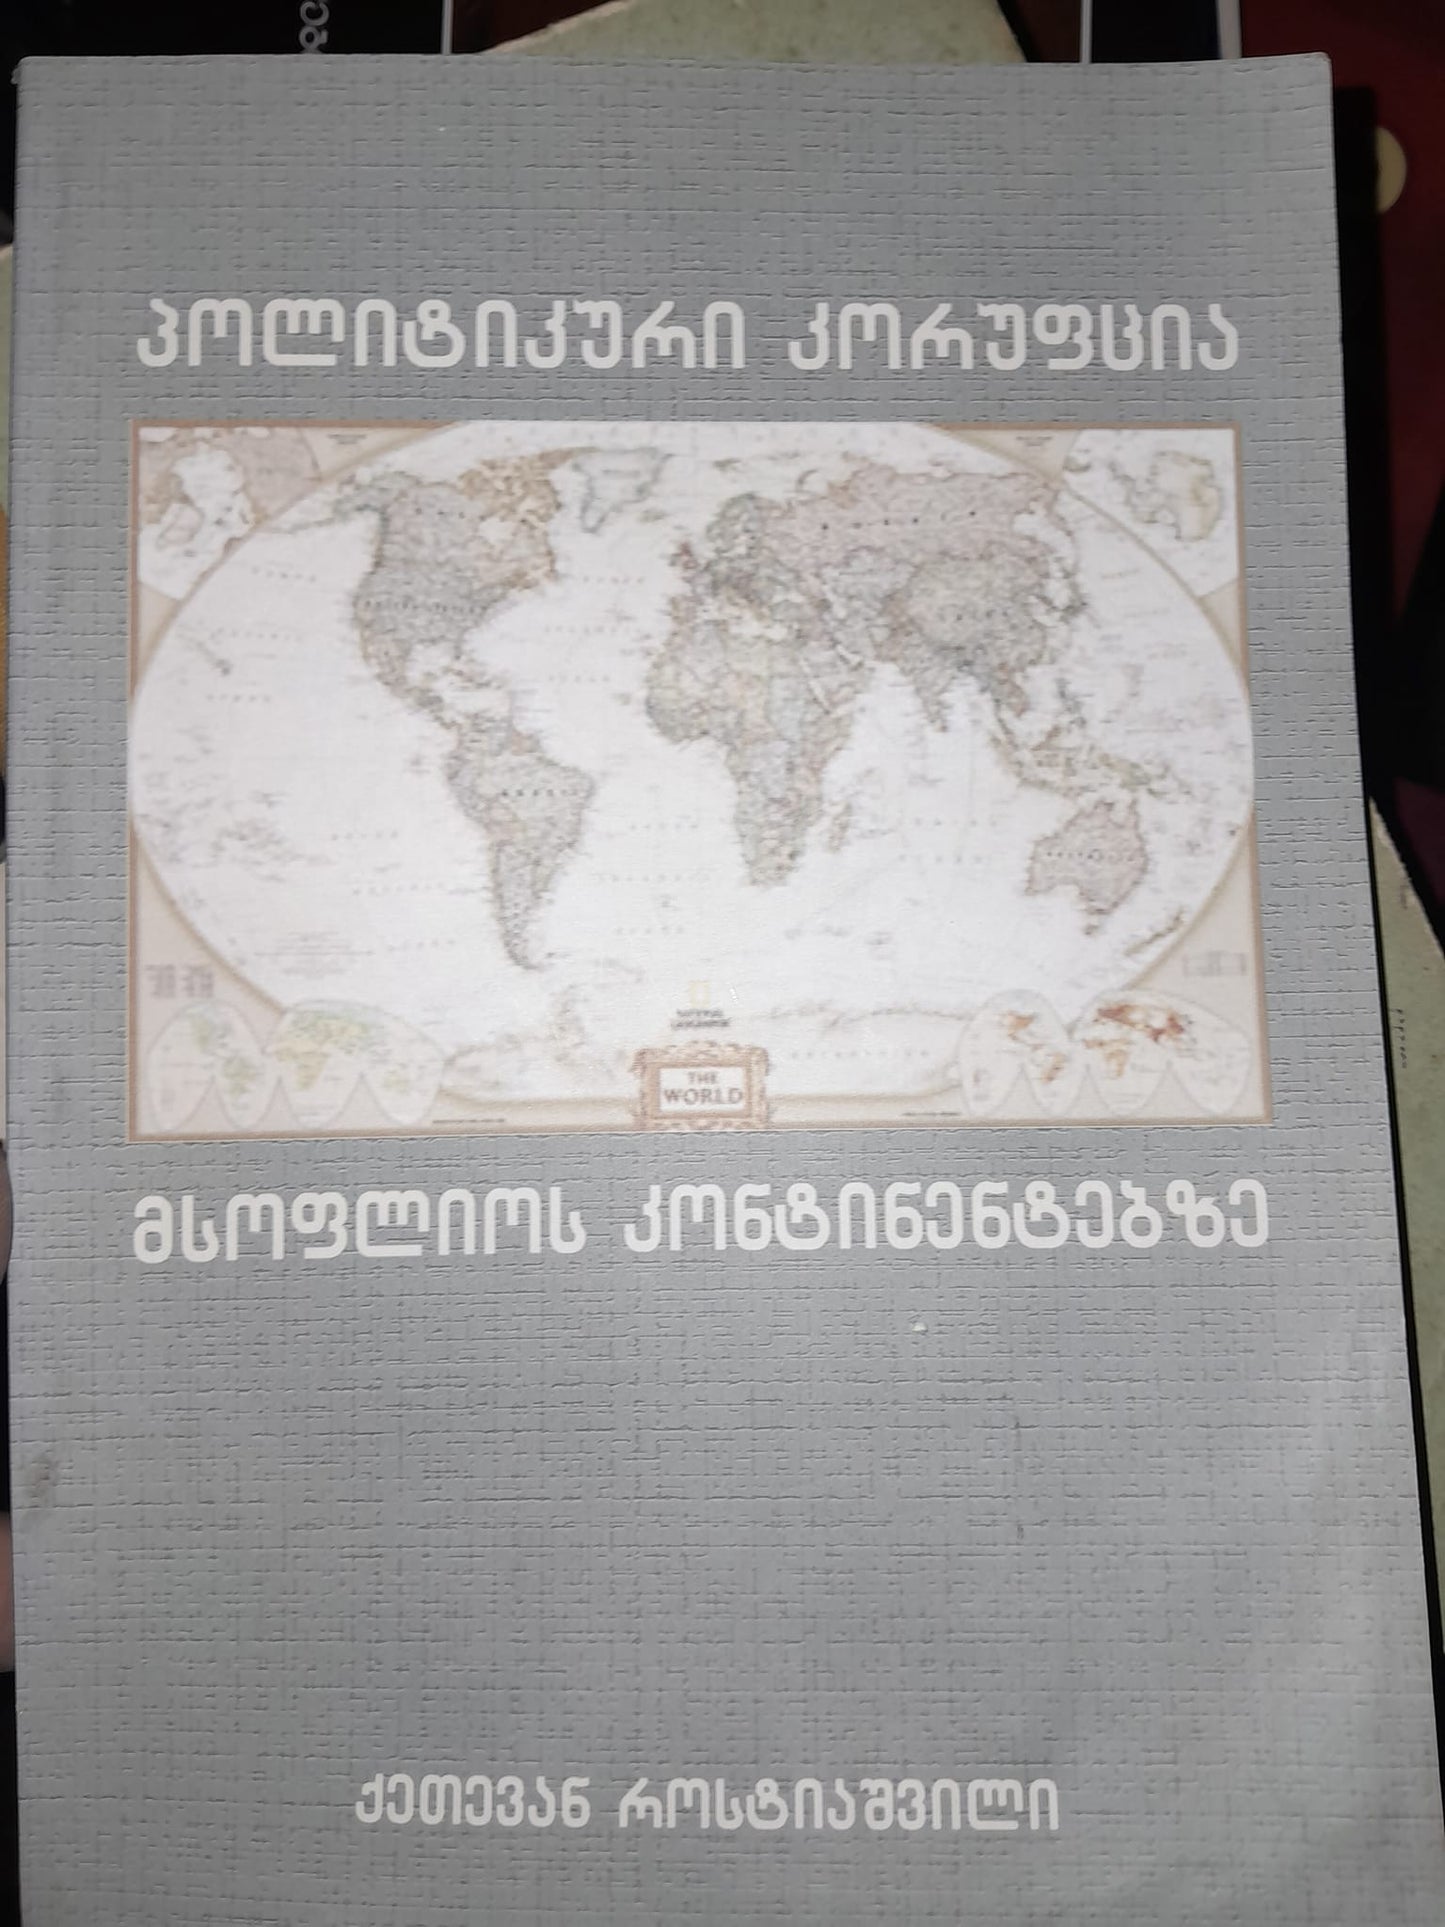 პოლიტიკური კორუფცია
THE
WORLD
მსოფლიოს კონტინენტებზე
ქეთევან როსტიაშვილი